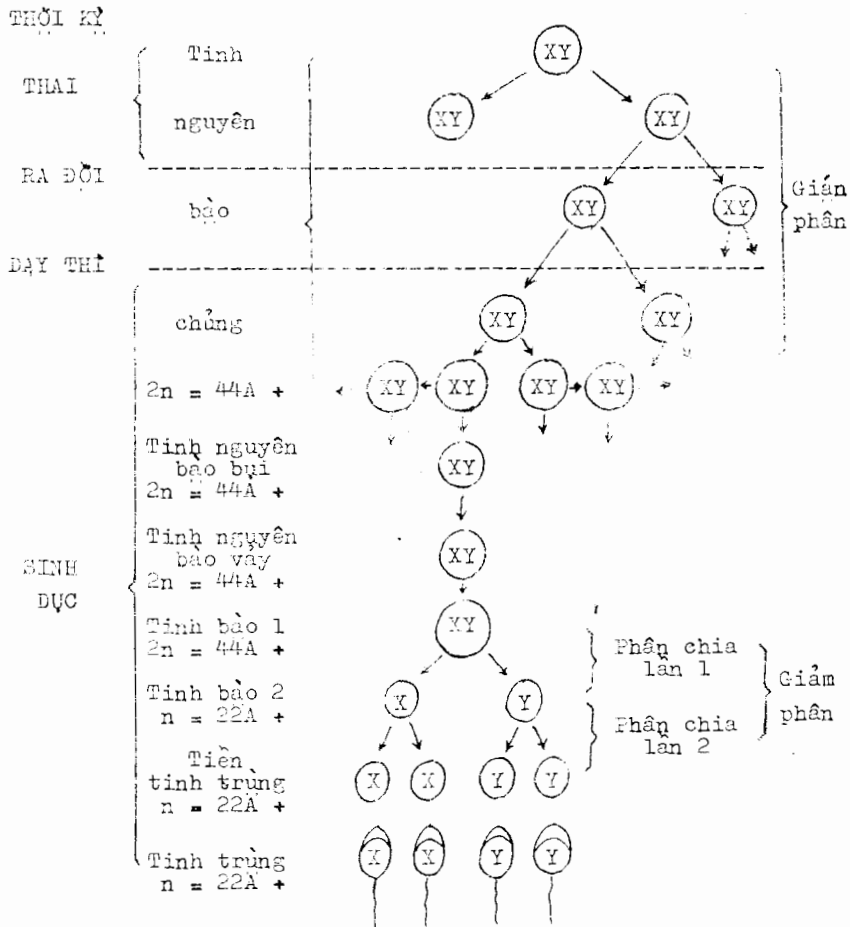 THỜI KỲ
Tinh
XY
THAI
nguyên
XY XY
RA ĐỜI
bào
XY XY
Gián
phân
DẬY THÌ
chủng
XY XY
2n = 44A +
XY XY XY XY
Tinh nguyên
bào bụi
2n = 44A +
XY
Tinh nguyên
bào vảy
2n = 44A +
XY
SINH
DỤC
Tinh bào 1
2n = 44A +
XY
Phân chia
lần 1
Giảm
phân
Tinh bào 2
n = 22A +
X Y
Phân chia
lần 2
Tiền
tinh trùng
n = 22A +
X X Y Y
Tinh trùng
n = 22A +
X X Y Y